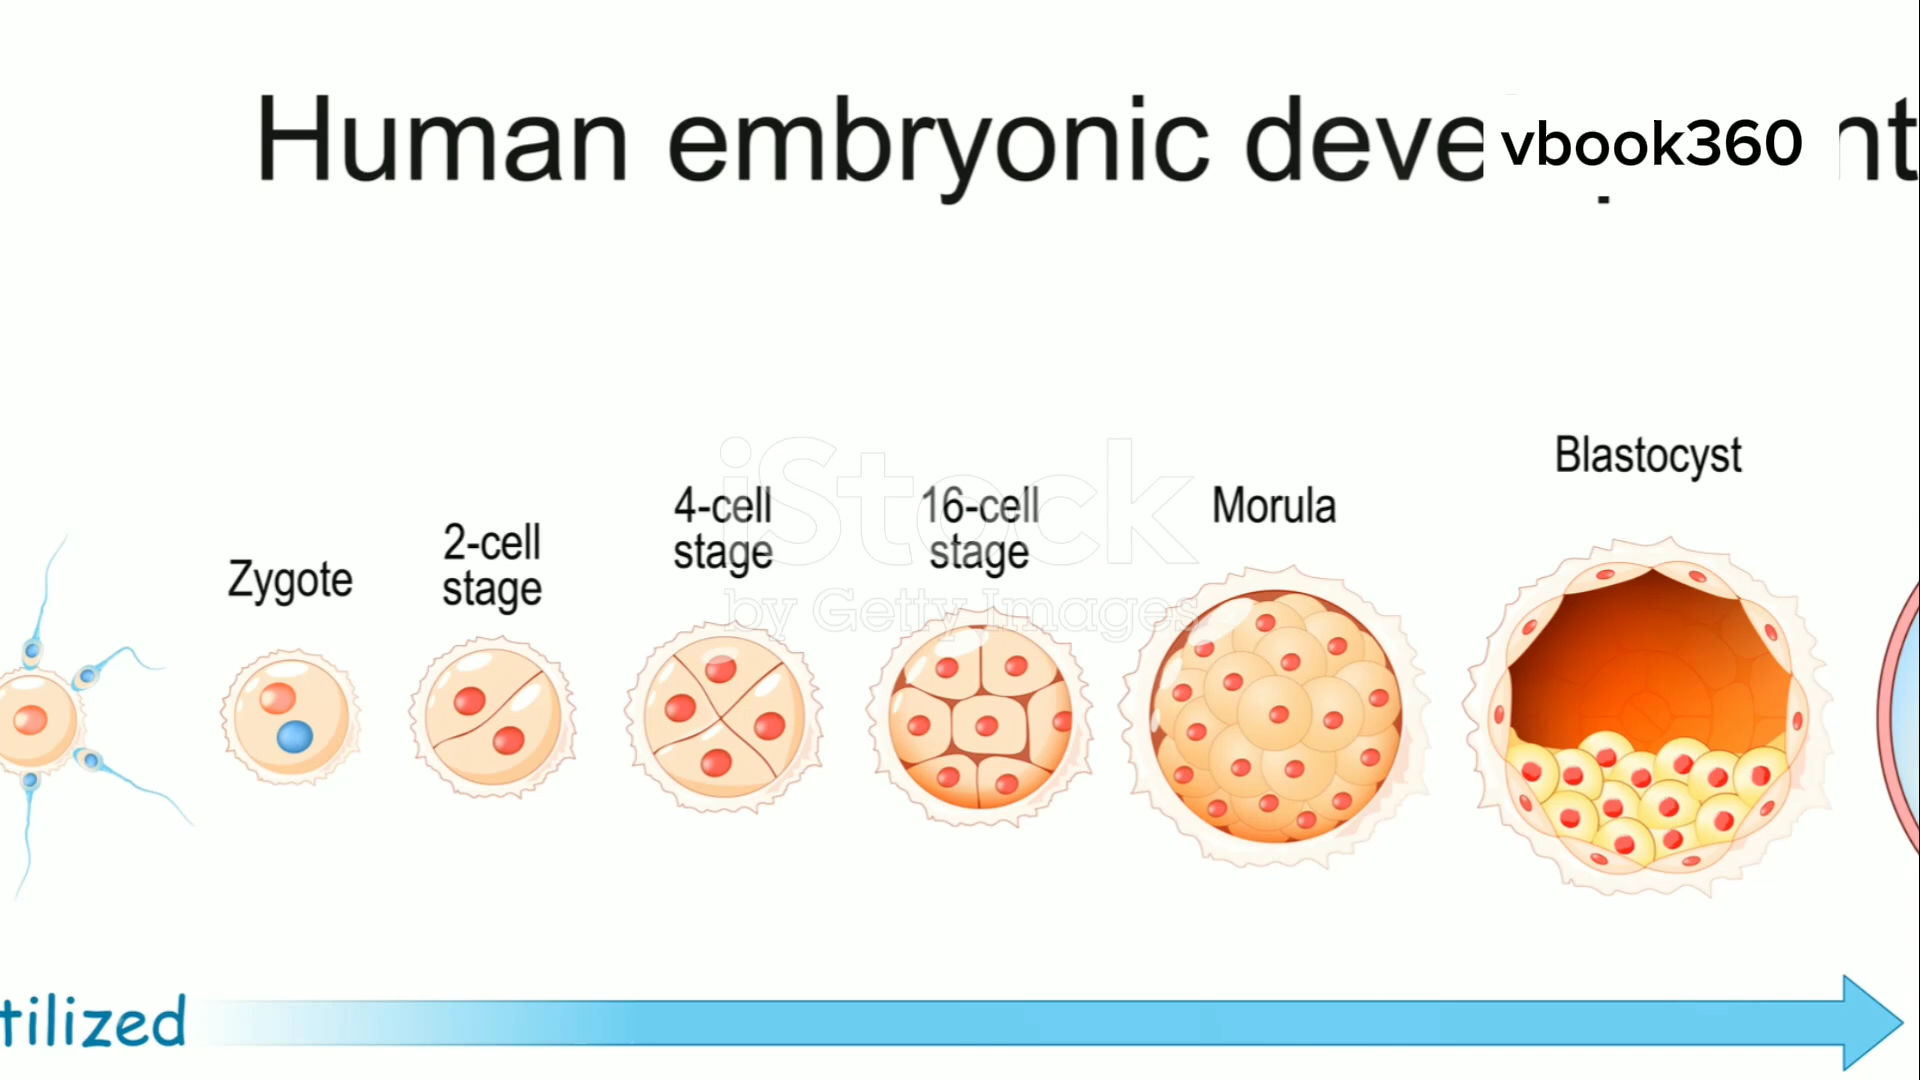 Human embryonic deve
vbook360
nt
Blastocyst
Morula
16-cell
stage
4-cell
stage
2-cell
stage
Zygote
iStock
by Getty Images
tilized